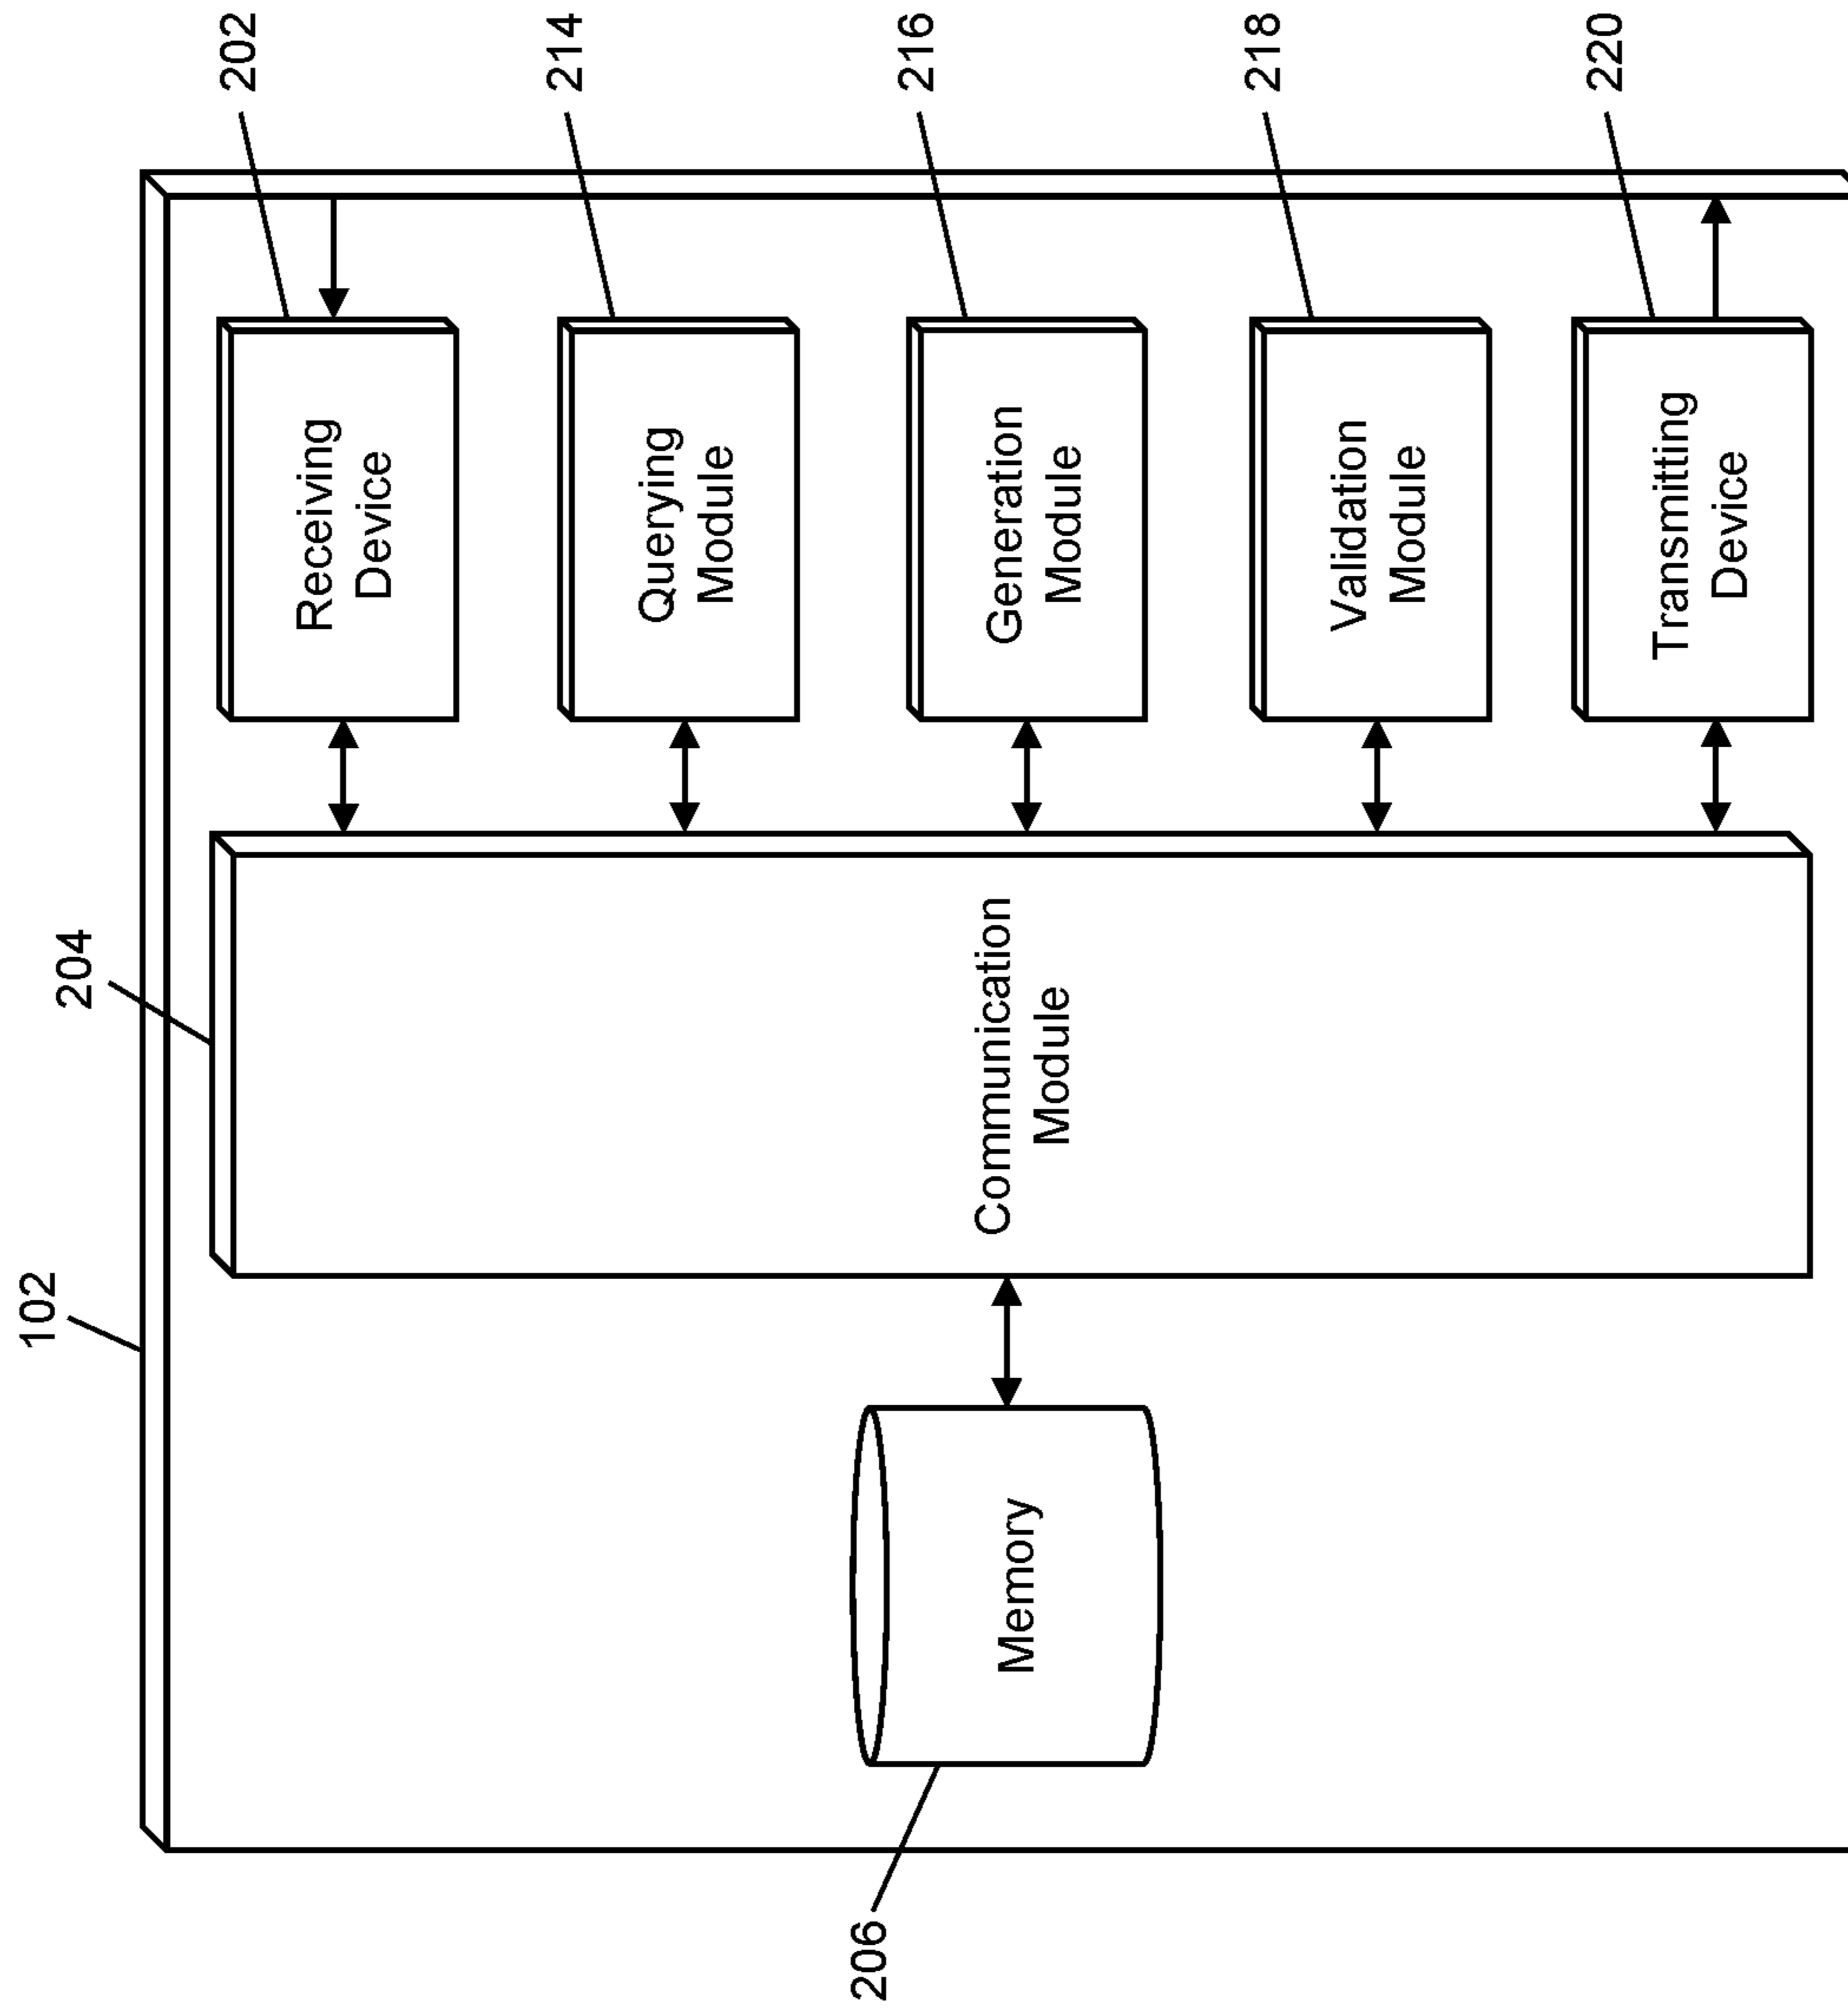 102
204
206
Memory
Communication
Module
Receiving
Device
202
Querying
Module
214
Generation
Module
216
Validation
Module
218
Transmitting
Device
220